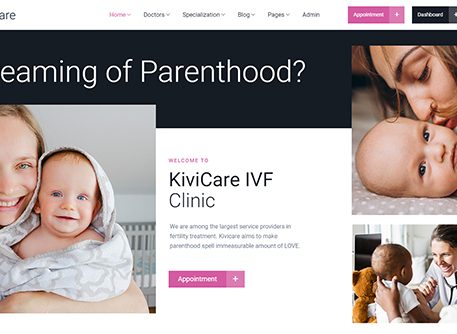 are
Home Doctors Specialization Blog Pages Admin Appointment + Dashboard +
eaming of Parenthood?
WELCOME TO
KiviCare IVF
Clinic
We are among the largest service providers in
fertility treatment. Kivicare aims to make
parenthood spell immeasurable amount of LOVE.
Appointment +